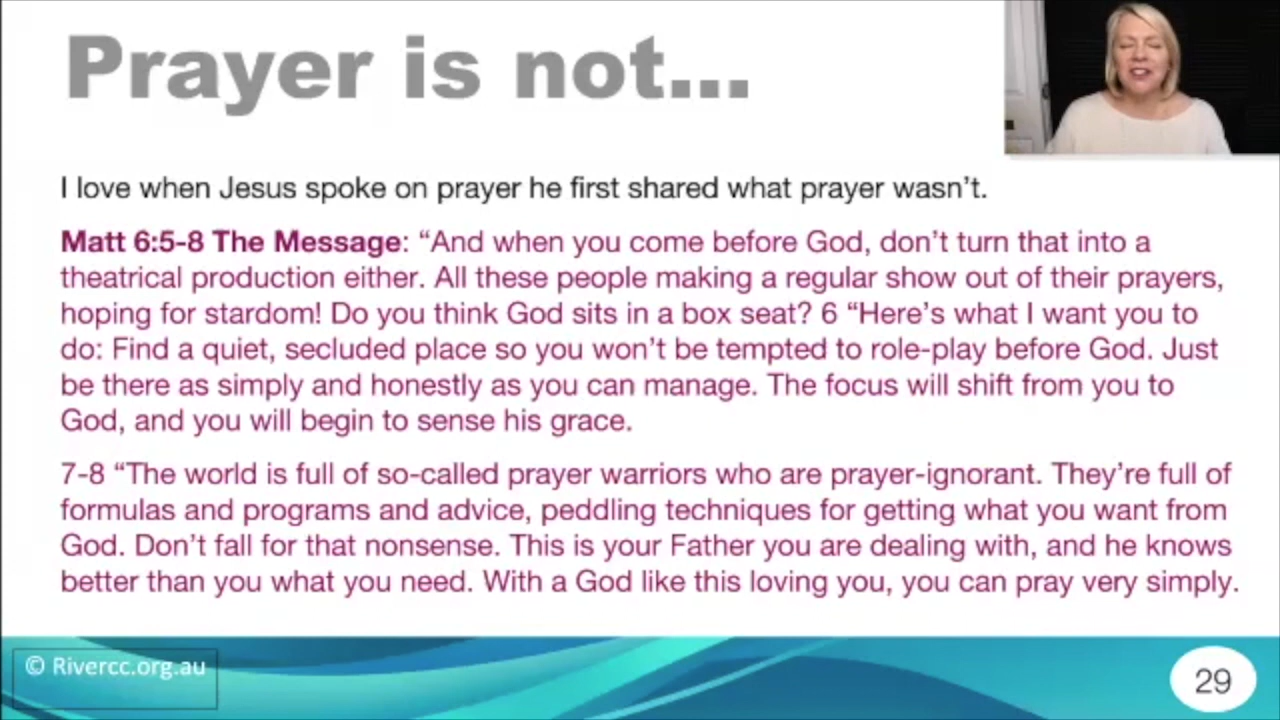 Prayer is not...
I love when Jesus spoke on prayer he first shared what prayer wasn’t.
Matt 6:5-8 The Message: “And when you come before God, don’t turn that into a
theatrical production either. All these people making a regular show out of their prayers,
hoping for stardom! Do you think God sits in a box seat? 6 “Here’s what I want you to
do: Find a quiet, secluded place so you won’t be tempted to role-play before God. Just
be there as simply and honestly as you can manage. The focus will shift from you to
God, and you will begin to sense his grace.
7-8 “The world is full of so-called prayer warriors who are prayer-ignorant. They’re full of
formulas and programs and advice, peddling techniques for getting what you want from
God. Don’t fall for that nonsense. This is your Father you are dealing with, and he knows
better than you what you need. With a God like this loving you, you can pray very simply.
© Rivercc.org.au
29